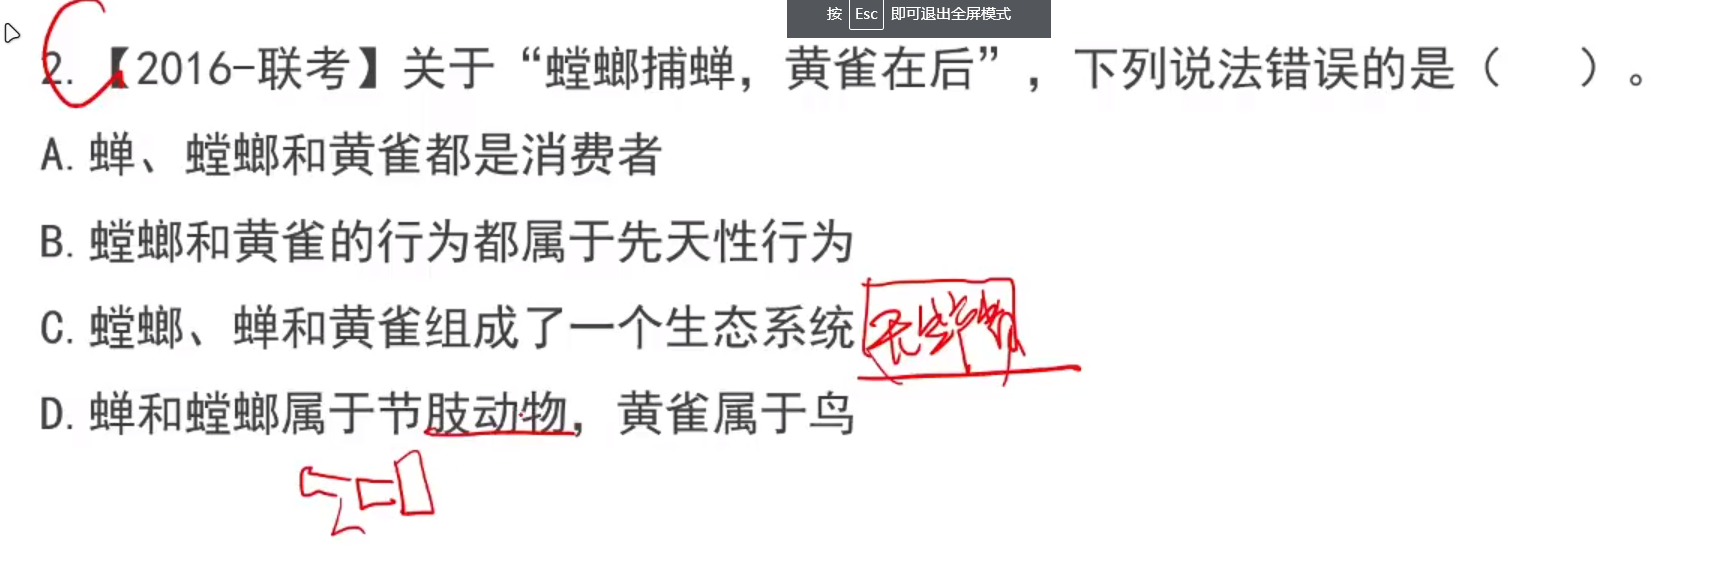 按 Esc 即可退出全屏模式
2.【2016-联考】关于“螳螂捕蝉，黄雀在后”，下列说法错误的是（ ）。
A.蝉、螳螂和黄雀都是消费者
B.螳螂和黄雀的行为都属于先天性行为
C.螳螂、蝉和黄雀组成了一个生态系统
D.蝉和螳螂属于节肢动物，黄雀属于鸟